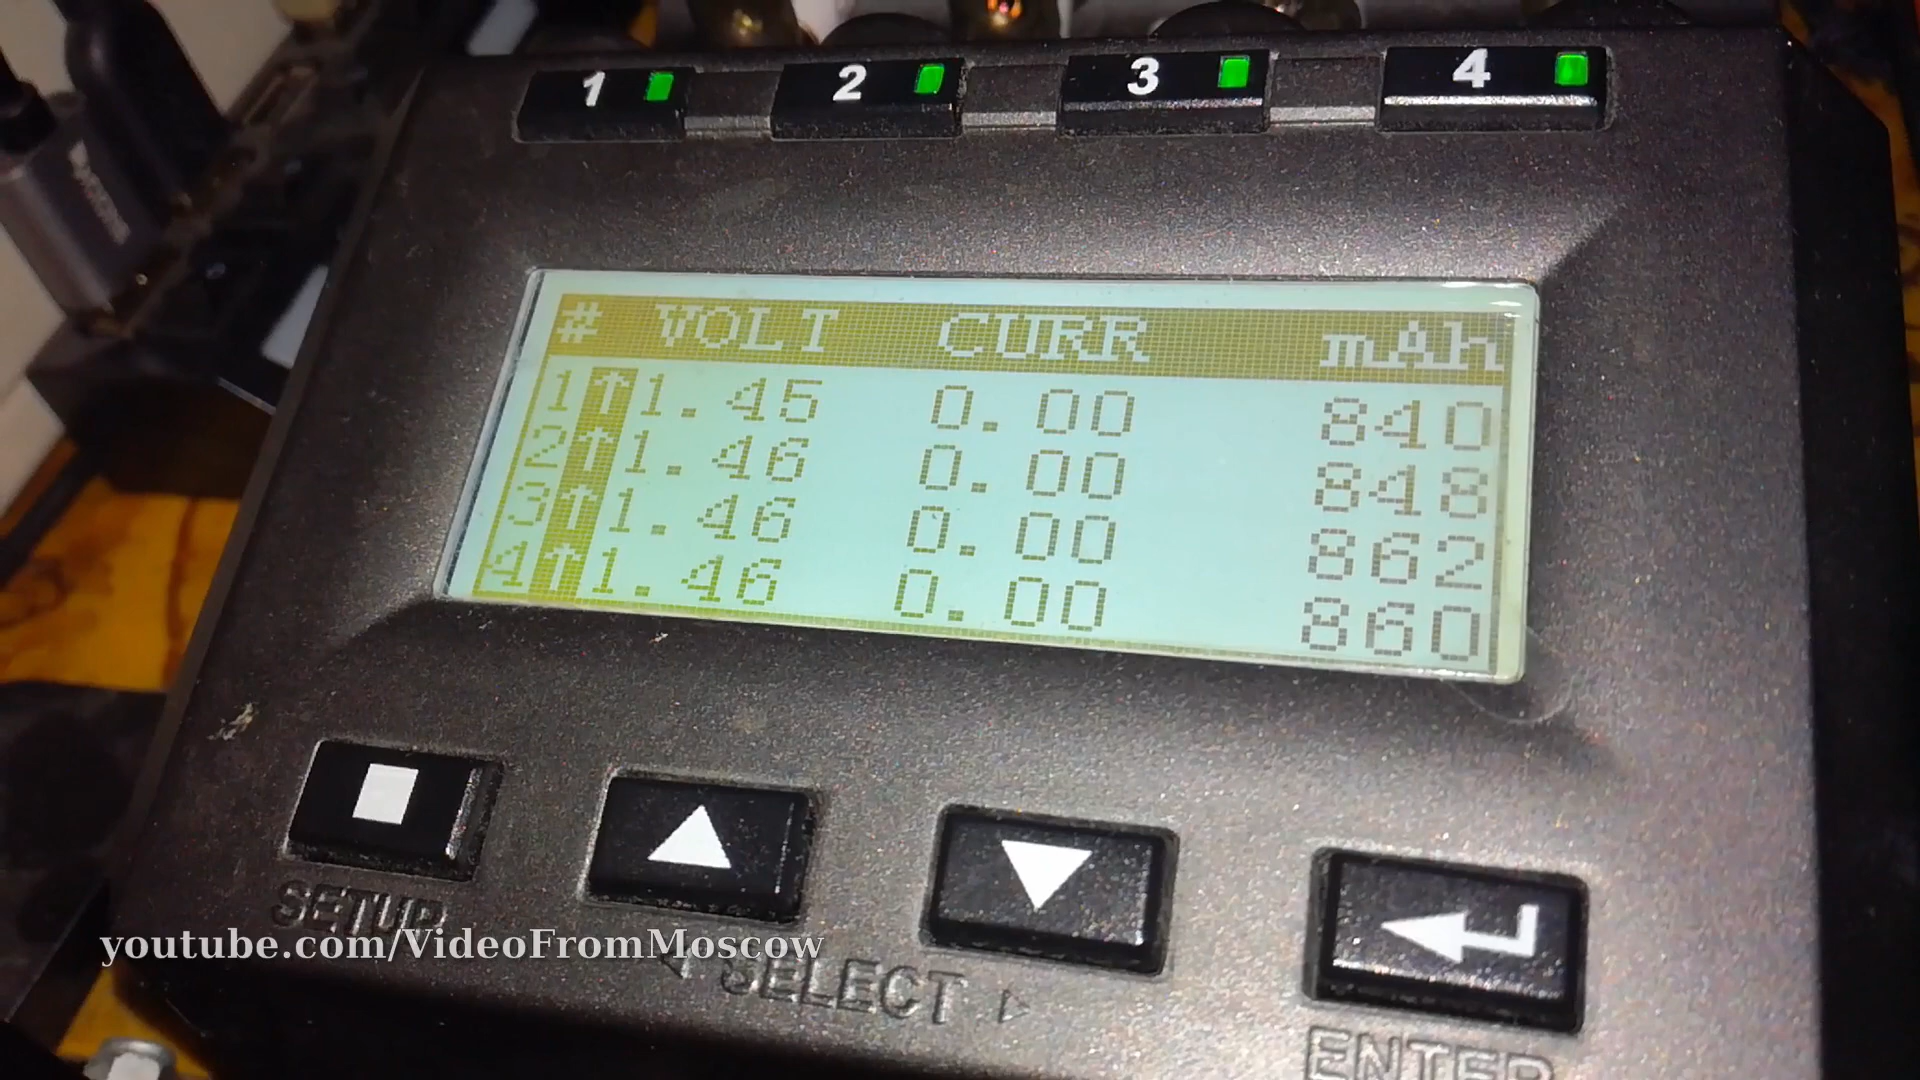 1 2 3 4
# VOLT CURR mAh
1↑1.45 0.00 840
2↑1.46 0.00 848
3↑1.46 0.00 862
4↑1.46 0.00 860
SETUP
youtube.com/VideoFromMoscow
SELECT
ENTER